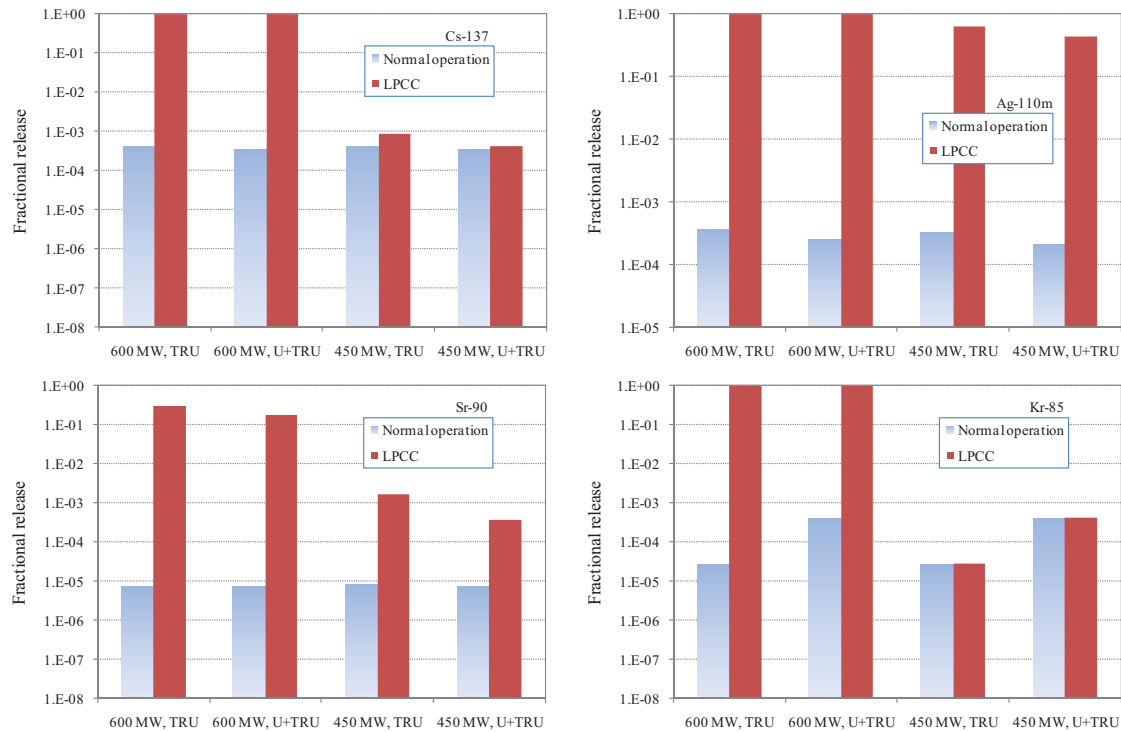 Cs-137
Normal operation
LPCC
Fractional release
1.E+00
1.E-01
1.E-02
1.E-03
1.E-04
1.E-05
1.E-06
1.E-07
1.E-08
600 MW, TRU
600 MW, U+TRU
450 MW, TRU
450 MW, U+TRU
Ag-110m
Normal operation
LPCC
Fractional release
1.E+00
1.E-01
1.E-02
1.E-03
1.E-04
1.E-05
600 MW, TRU
600 MW, U+TRU
450 MW, TRU
450 MW, U+TRU
Sr-90
Normal operation
LPCC
Fractional release
1.E+00
1.E-01
1.E-02
1.E-03
1.E-04
1.E-05
1.E-06
1.E-07
1.E-08
600 MW, TRU
600 MW, U+TRU
450 MW, TRU
450 MW, U+TRU
Kr-85
Normal operation
LPCC
Fractional release
1.E+00
1.E-01
1.E-02
1.E-03
1.E-04
1.E-05
1.E-06
1.E-07
1.E-08
600 MW, TRU
600 MW, U+TRU
450 MW, TRU
450 MW, U+TRU